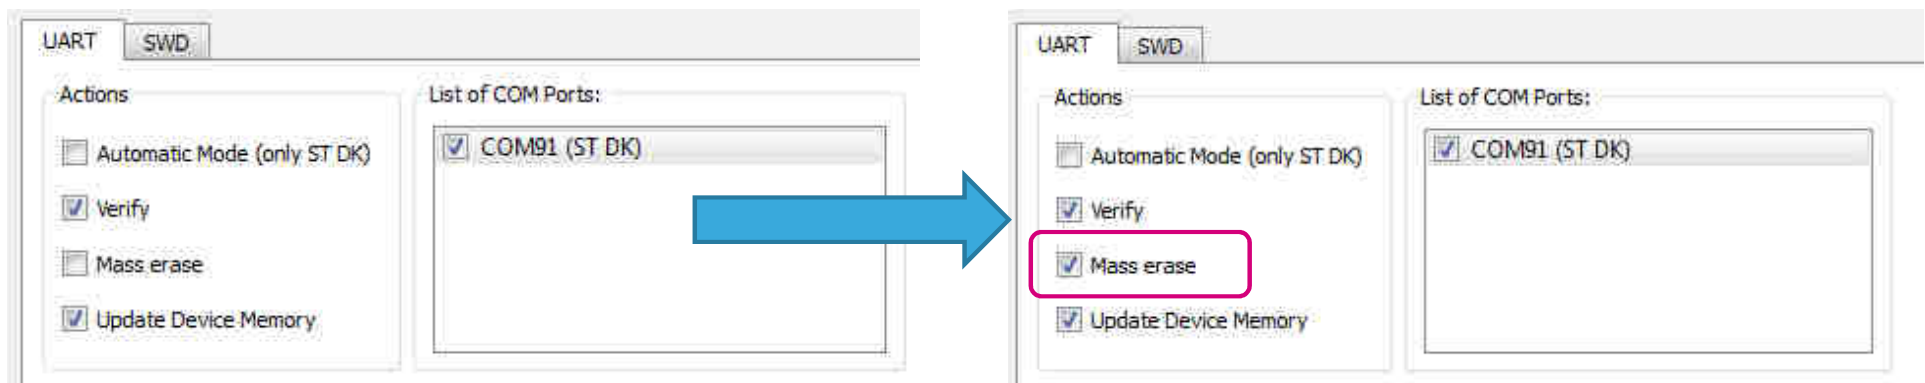 UART SWD
Actions
Automatic Mode (only ST DK)
Verify
Mass erase
Update Device Memory
List of COM Ports:
COM91 (ST DK)
UART SWD
Actions
Automatic Mode (only ST DK)
Verify
Mass erase
Update Device Memory
List of COM Ports:
COM91 (ST DK)